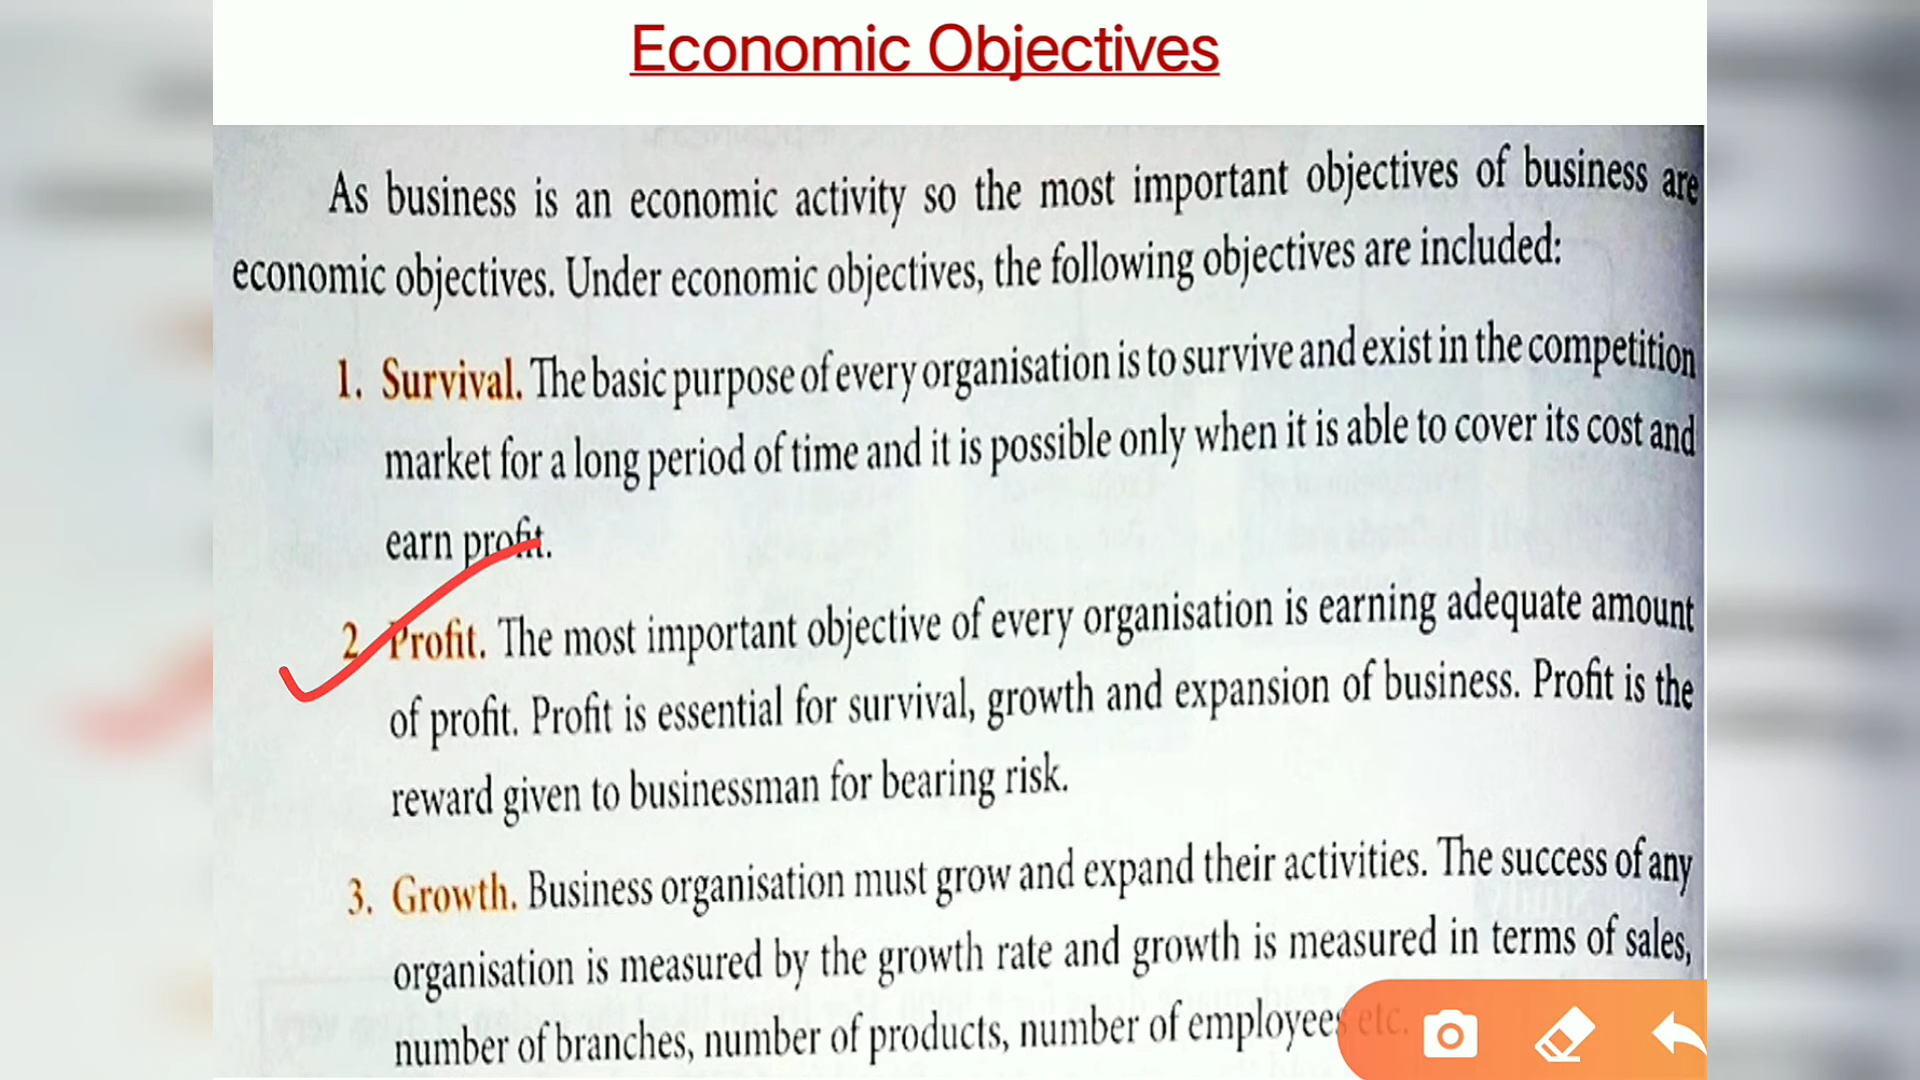 Economic Objectives
As business is an economic activity so the most important objectives of business are
economic objectives. Under economic objectives, the following objectives are included:
1. Survival. The basic purpose of every organisation is to survive and exist in the competition
market for a long period of time and it is possible only when it is able to cover its cost and
earn profit.
2. Profit. The most important objective of every organisation is earning adequate amount
of profit. Profit is essential for survival, growth and expansion of business. Profit is the
reward given to businessman for bearing risk.
3. Growth. Business organisation must grow and expand their activities. The success of any
organisation is measured by the growth rate and growth is measured in terms of sales,
number of branches, number of products, number of employees etc.